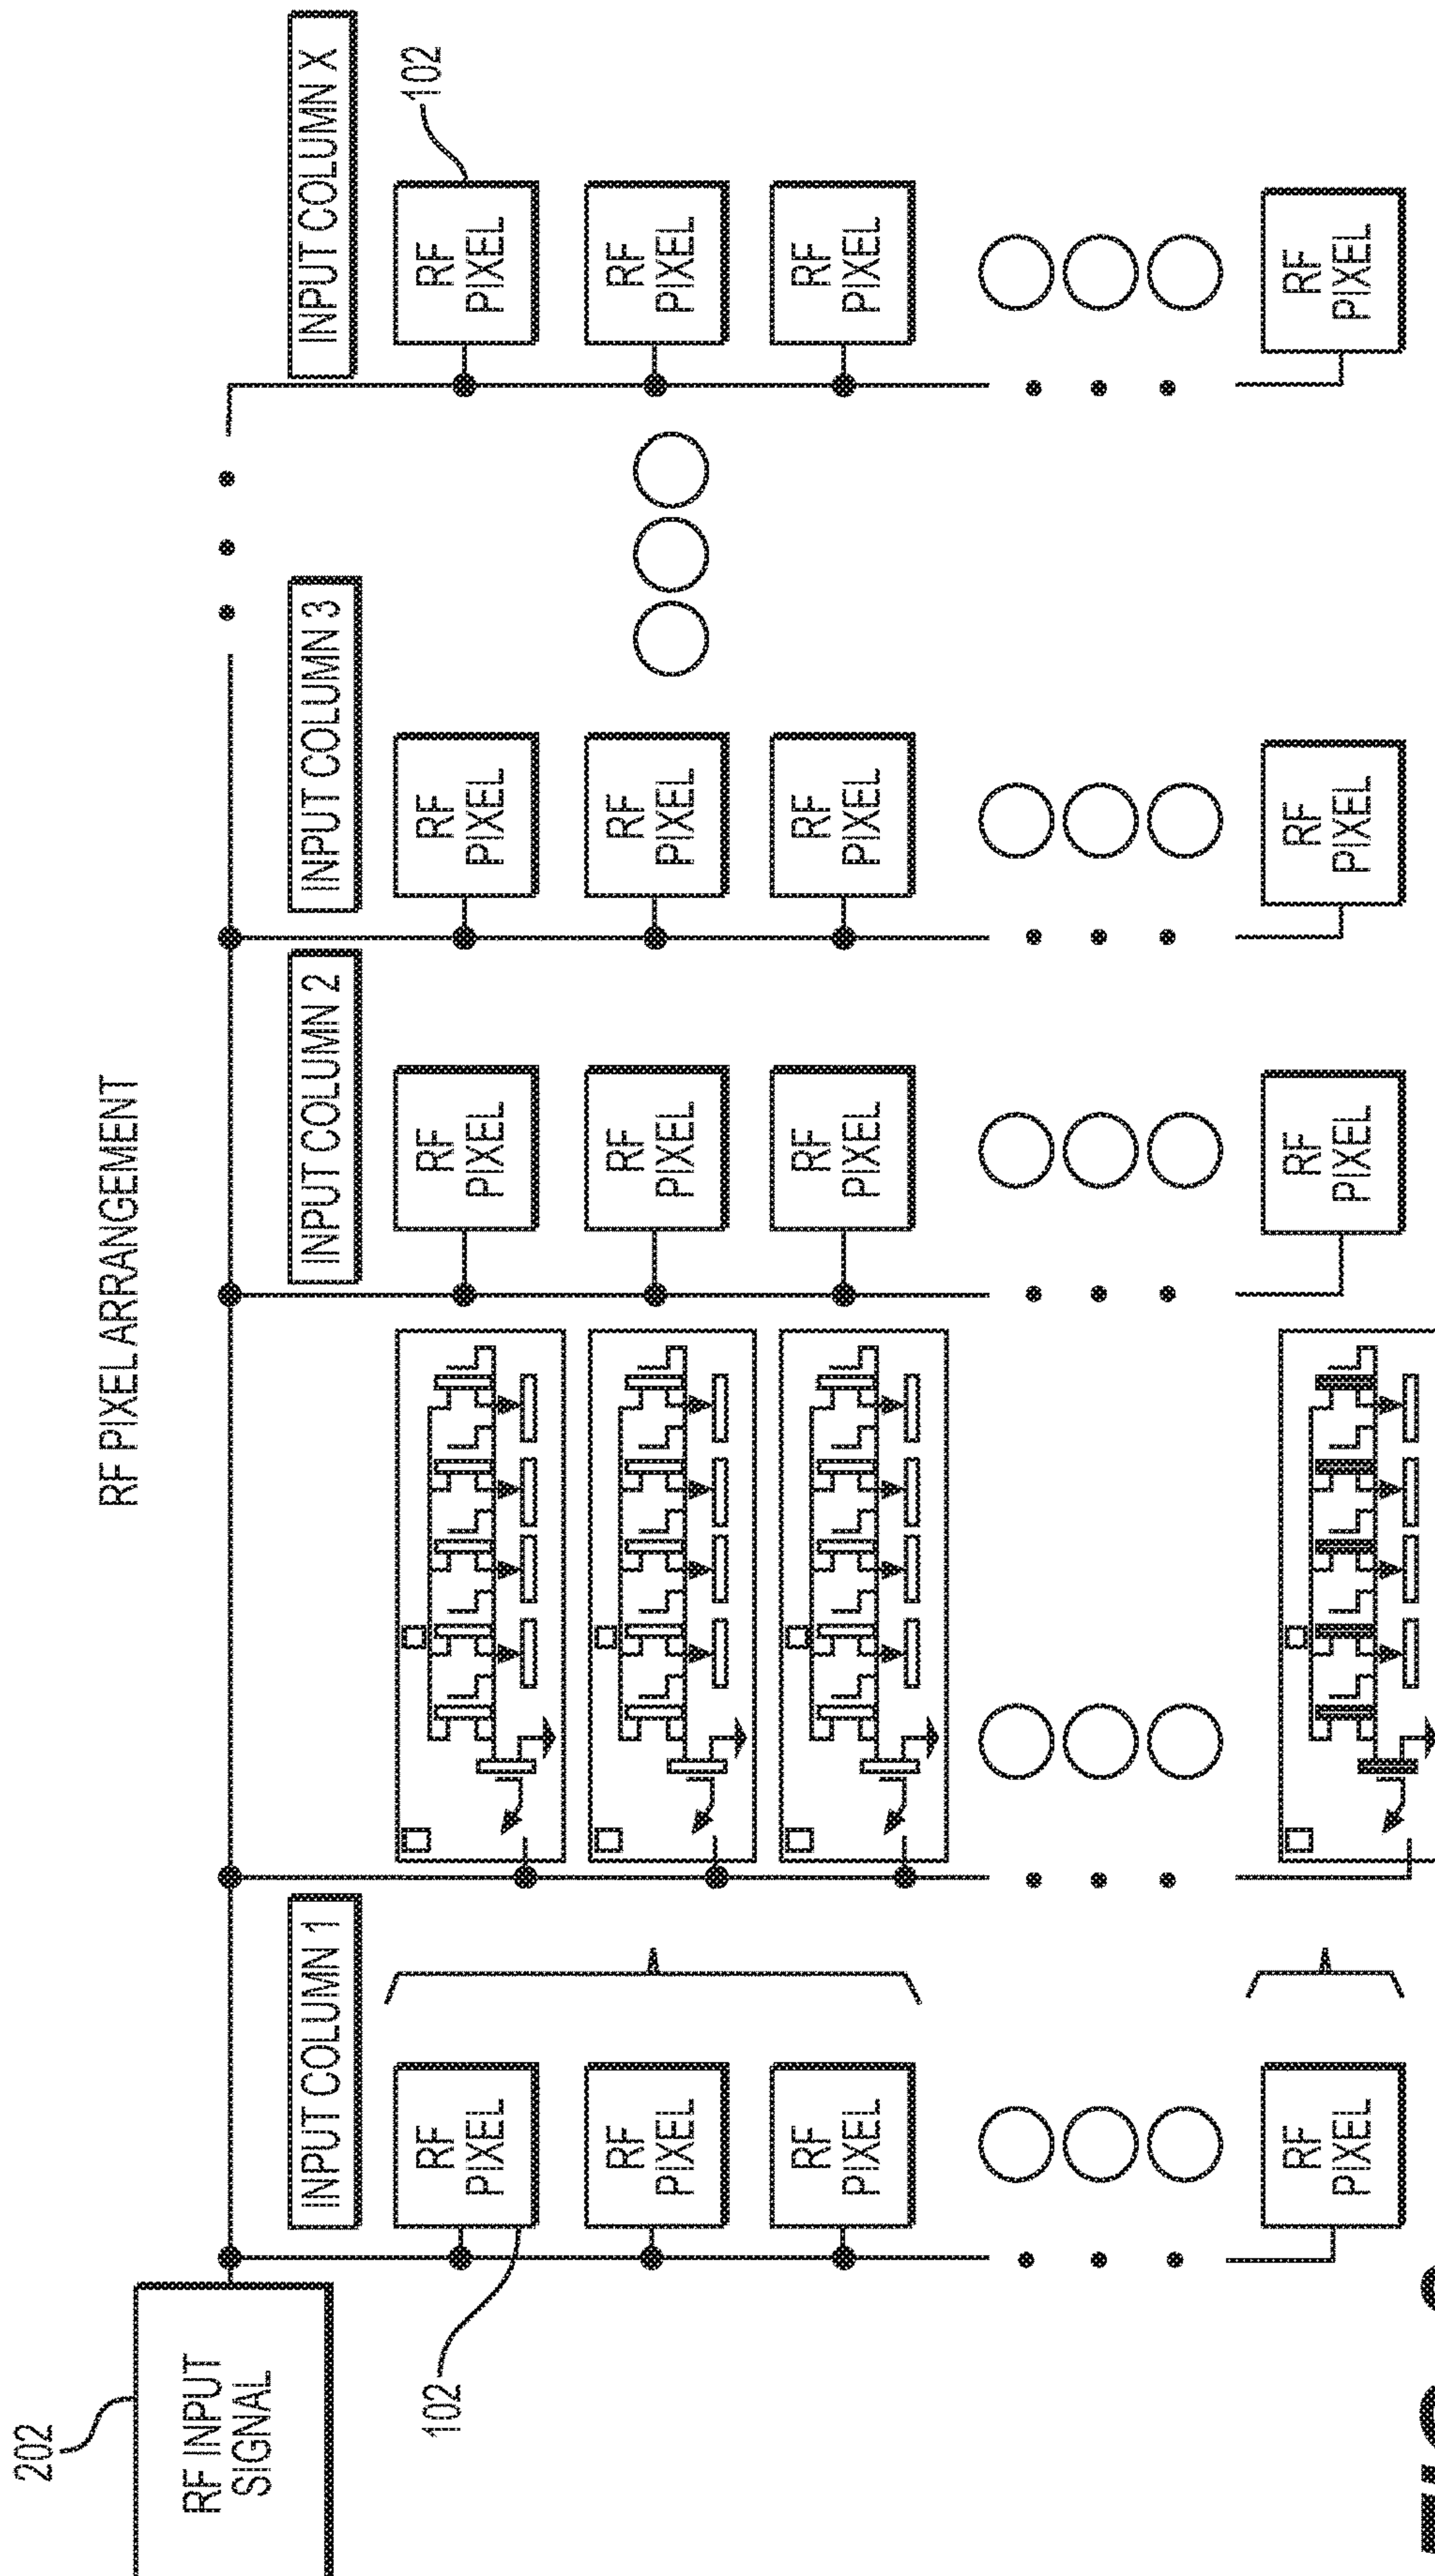 RF PIXEL ARRANGEMENT
202
RF INPUT
SIGNAL
INPUT COLUMN 1
INPUT COLUMN 2
INPUT COLUMN 3
INPUT COLUMN X
102
102
RF
PIXEL
RF
PIXEL
RF
PIXEL
RF
PIXEL
RF
PIXEL
RF
PIXEL
RF
PIXEL
RF
PIXEL
RF
PIXEL
RF
PIXEL
RF
PIXEL
RF
PIXEL
RF
PIXEL
RF
PIXEL
RF
PIXEL
RF
PIXEL